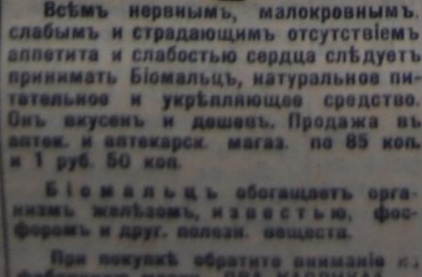 Всѣмъ нервнымъ, малокровнымъ,
слабымъ и страдающимъ отсутствіемъ
аппетита и слабостью сердца слѣдуетъ
принимать Біомальцъ, натуральное пи-
тательное и укрѣпляющее средство.
Онъ вкусенъ и дешевъ. Продажа въ
аптек. и аптекарск. магаз. по 85 коп.
и 1 руб. 50 коп.
Біомальцъ обогащаетъ орга-
низмъ желѣзомъ, известью, фос-
форомъ и друг. полезн. веществ.
При покупкѣ обратите вниманіе